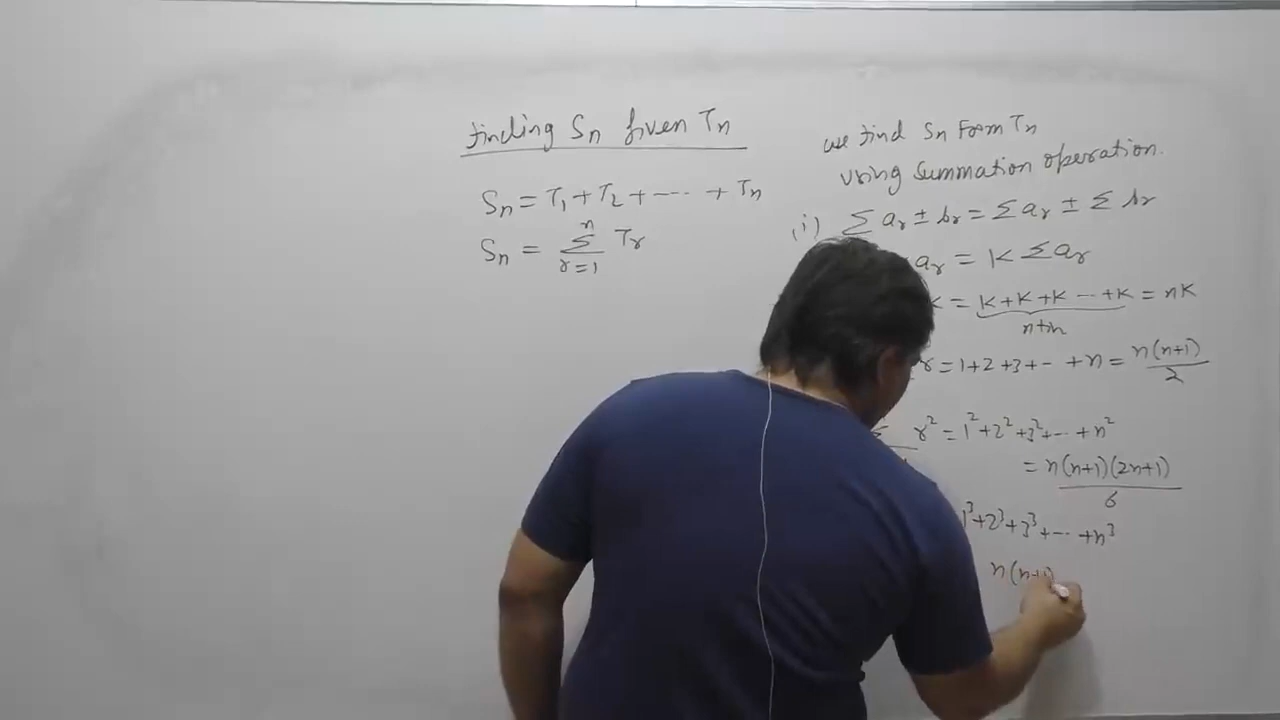 Finding Sn Given Tn
Sn = T1 + T2 + ---- + Tn
Sn = n∑r=1 Tr
we find Sn Form Tn
using summation operation.
(i) ∑ ar ± br = ∑ ar ± ∑ br
ar = K ∑ ar
K = K + K + K --- + K = nK
r = 1 + 2 + 3 + -- + n = n(n+1)/2
r² = 1² + 2² + 3² + --- + n²
= n(n+1)(2n+1)/6
1³ + 2³ + 3³ + --- + n³
n(n+1)